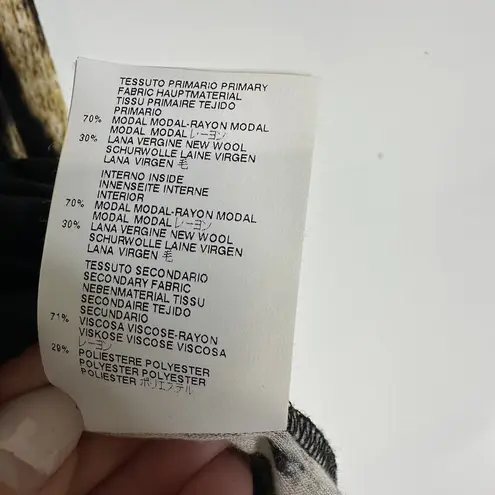 TESSUTO PRIMARIO PRIMARY
FABRIC HAUPTMATERIAL
TISSU PRIMAIRE TEJIDO
PRIMARIO
70% MODAL MODAL-RAYON MODAL
MODAL MODAL レーヨン
30% LANA VERGINE NEW WOOL
SCHURWOLLE LAINE VIRGEN
LANA VIRGEN 毛
INTERNO INSIDE
INNENSEITE INTERNE
INTERIOR
70% MODAL MODAL-RAYON MODAL
MODAL MODAL レーヨン
30% LANA VERGINE NEW WOOL
SCHURWOLLE LAINE VIRGEN
LANA VIRGEN 毛
TESSUTO SECONDARIO
SECONDARY FABRIC
NEBENMATERIAL TISSU
SECONDAIRE TEJIDO
SECUNDARIO
71% VISCOSA VISCOSE-RAYON
VISKOSE VISCOSE VISCOSA
レーヨン
29% POLIESTERE POLYESTER
POLYESTER POLYESTER
POLIESTER ポリエステル